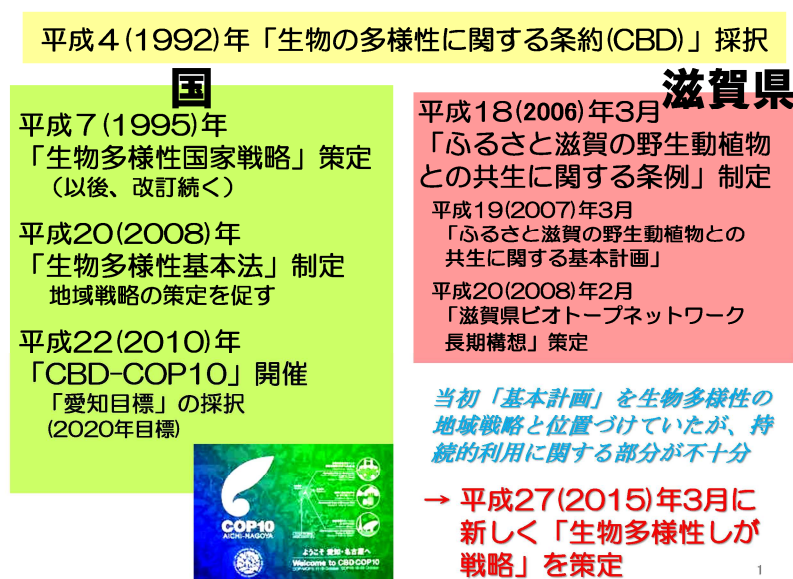 平成４(1992)年「生物の多様性に関する条約(CBD)」採択
国
平成７(1995)年
「生物多様性国家戦略」策定
（以後、改訂続く）
平成20(2008)年
「生物多様性基本法」制定
地域戦略の策定を促す
平成22(2010)年
「CBD-COP10」開催
「愛知目標」の採択
(2020年目標)
COP10
AICHI-NAGOYA
ようこそ 愛知・名古屋へ
Welcome to CBD COP10
滋賀県
平成18(2006)年3月
「ふるさと滋賀の野生動植物
との共生に関する条例」制定
平成19(2007)年3月
「ふるさと滋賀の野生動植物との
共生に関する基本計画」
平成20(2008)年2月
「滋賀県ビオトープネットワーク
長期構想」策定
当初「基本計画」を生物多様性の
地域戦略と位置づけていたが、持
続的利用に関する部分が不十分
→ 平成27(2015)年3月に
新しく「生物多様性しが
戦略」を策定
1